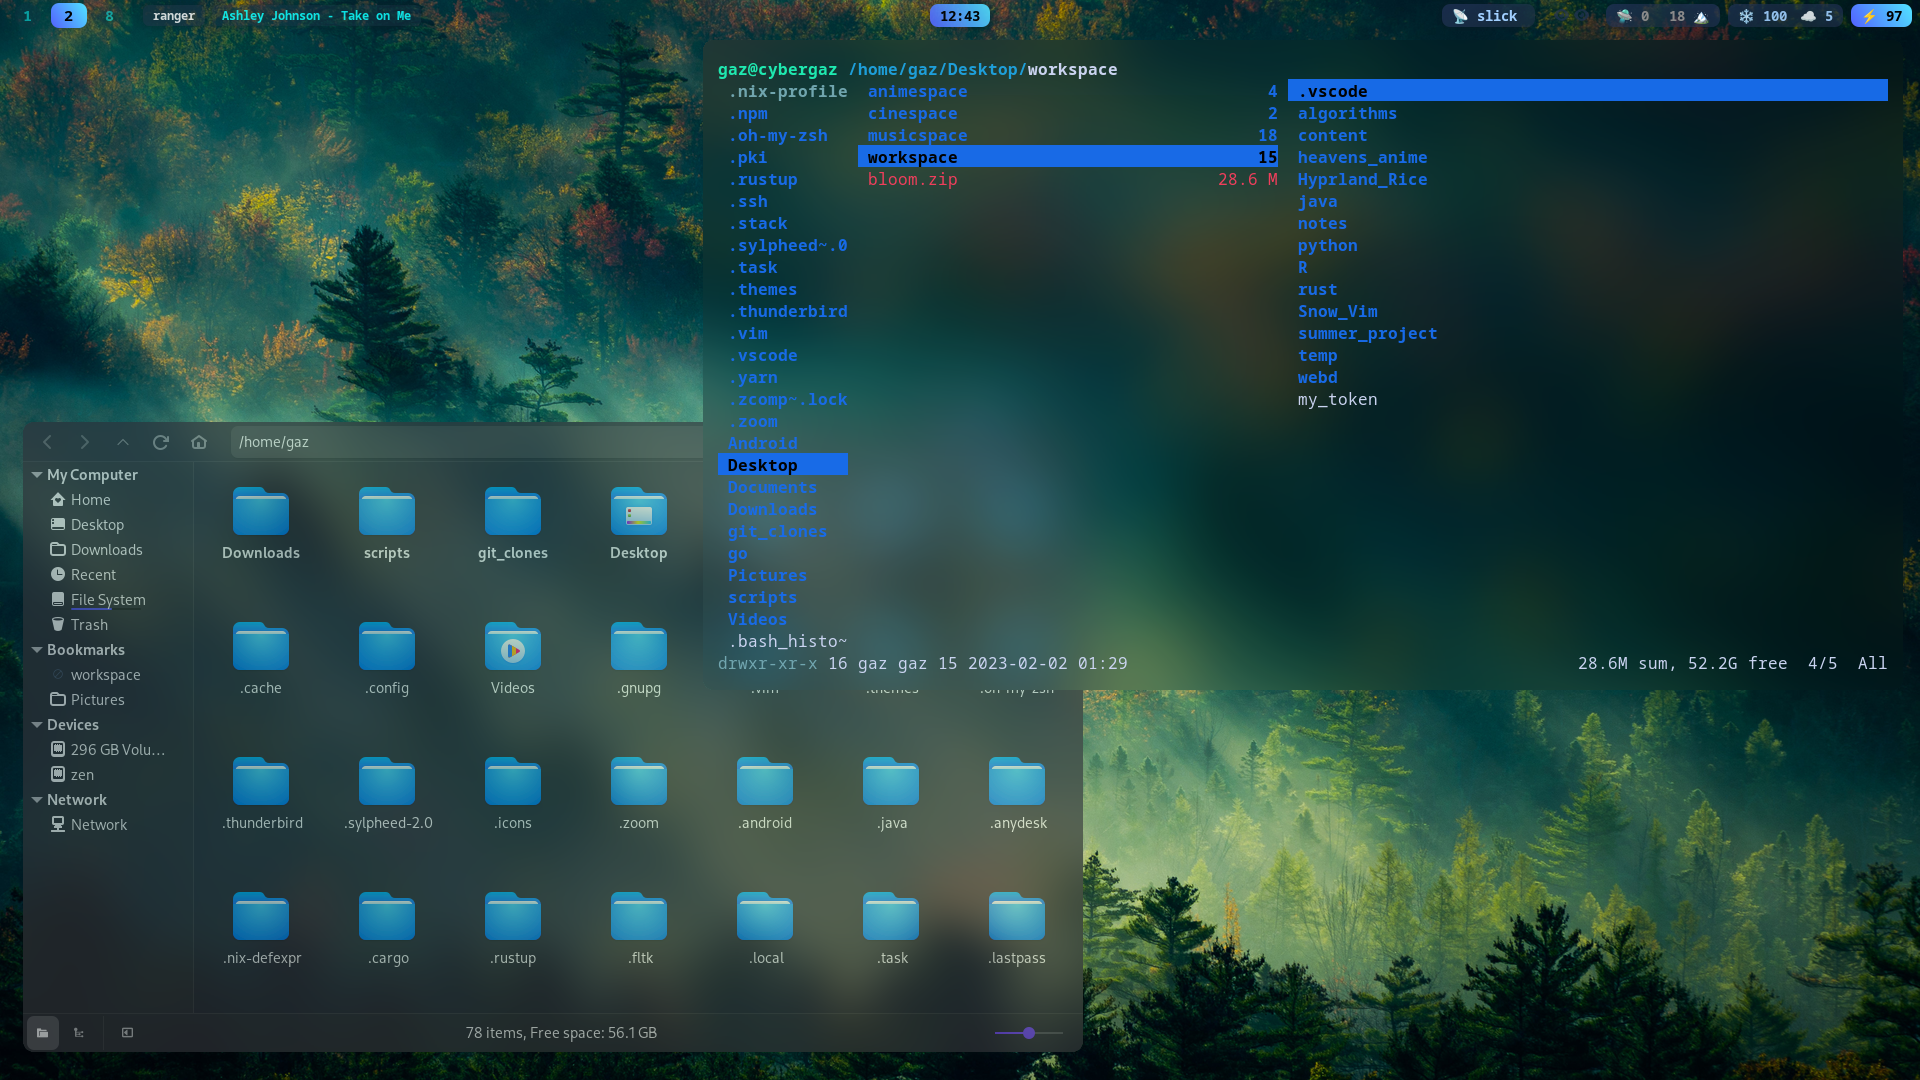 1 2 8 ranger Ashley Johnson - Take on Me 12:43 slick 0 18 100 5 97
gaz@cybergaz /home/gaz/Desktop/workspace
.nix-profile animespace 4 .vscode
.npm cinespace 2 algorithms
.oh-my-zsh musicspace 18 content
.pki workspace 15 heavens_anime
.rustup bloom.zip 28.6 M Hyprland_Rice
.ssh java
.stack notes
.sylpheed~.0 python
.task R
.themes rust
.thunderbird Snow_Vim
.vim summer_project
.vscode temp
.yarn webd
.zcomp~.lock my_token
.zoom
Android
Desktop
Documents
Downloads
git_clones
go
Pictures
scripts
Videos
.bash_histo~
drwxr-xr-x 16 gaz gaz 15 2023-02-02 01:29 28.6M sum, 52.2G free 4/5 All
/home/gaz
My Computer
Home
Desktop
Downloads
Recent
File System
Trash
Bookmarks
workspace
Pictures
Devices
296 GB Volu...
zen
Network
Network
Downloads scripts git_clones Desktop
.cache .config Videos .gnupg .vim .themes .oh-my-zsh
.thunderbird .sylpheed-2.0 .icons .zoom .android .java .anydesk
.nix-defexpr .cargo .rustup .fltk .local .task .lastpass
78 items, Free space: 56.1 GB